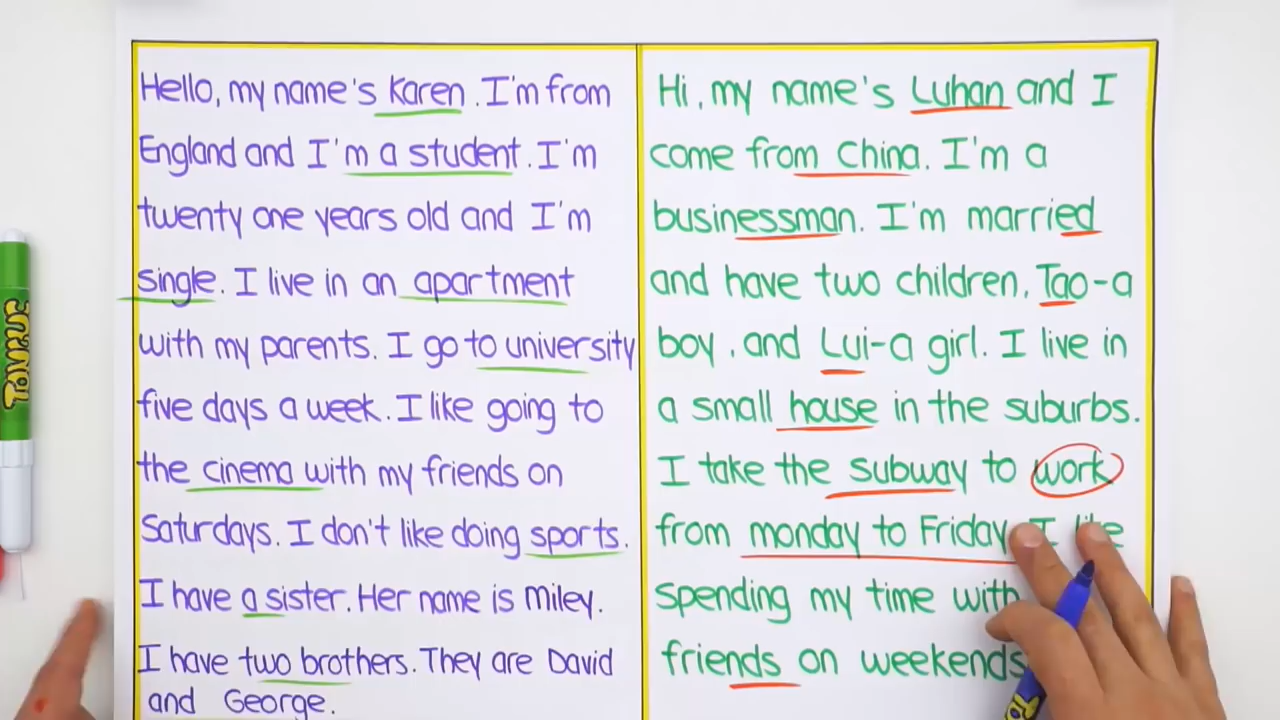 Hello, my name's Karen. I'm from
England and I'm a student. I'm
twenty one years old and I'm
single. I live in an apartment
with my parents. I go to university
five days a week. I like going to
the cinema with my friends on
Saturdays. I don't like doing sports.
I have a sister. Her name is miley.
I have two brothers. They are David
and George.
Hi, my name's Luhan and I
come from China. I'm a
businessman. I'm married
and have two children. Tao-a
boy, and Lui-a girl. I live in
a small house in the suburbs.
I take the subway to work
from monday to Friday I like
spending my time with
friends on weekends